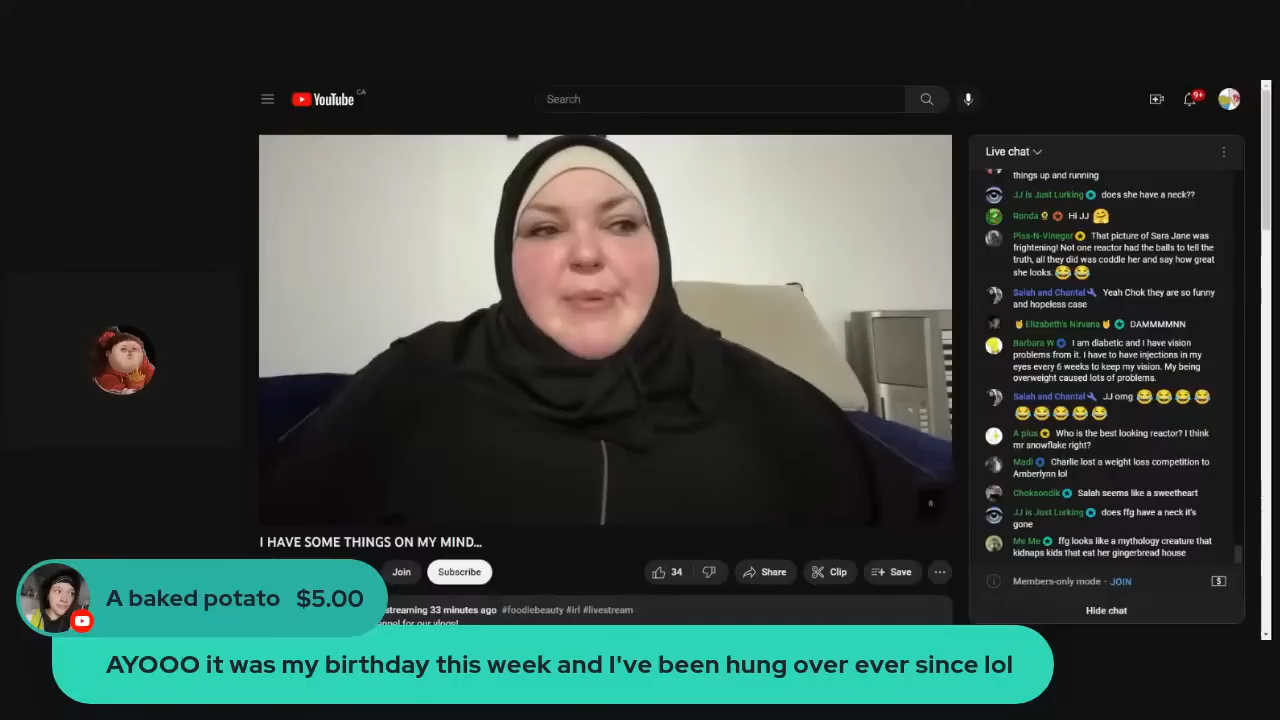 YouTube CA
Search
9+
Live chat
things up and running
JJ is Just Lurking does she have a neck??
Ronda Hi JJ
Piss-N-Vinegar That picture of Sara Jane was
frightening! Not one reactor had the balls to tell the
truth, all they did was coddle her and say how great
she looks.
Salah and Chantal Yeah Chok they are so funny
and hopeless case
Elizabeth's Nirvana DAMMMMNN
Barbara W I am diabetic and I have vision
problems from it. I have to have injections in my
eyes every 6 weeks to keep my vision. My being
overweight caused lots of problems.
Salah and Chantal JJ omg
A plus Who is the best looking reactor? I think
mr snowflake right?
Madi Charlie lost a weight loss competition to
Amberlynn lol
Choksondik Salah seems like a sweetheart
JJ is Just Lurking does ffg have a neck it's
gone
Me Me ffg looks like a mythology creature that
kidnaps kids that eat her gingerbread house
Members-only mode - JOIN
$
Hide chat
I HAVE SOME THINGS ON MY MIND...
Join
Subscribe
34
Share
Clip
Save
streaming 33 minutes ago #foodiebeauty #irl #livestream
for our vlogs!
A baked potato $5.00
AYOOO it was my birthday this week and I've been hung over ever since lol